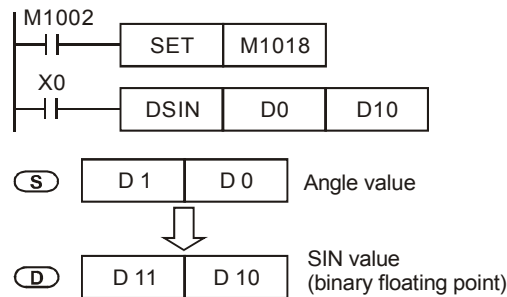 M1002
SET M1018
X0
DSIN D0 D10
S D 1 D 0 Angle value
D D 11 D 10 SIN value
(binary floating point)